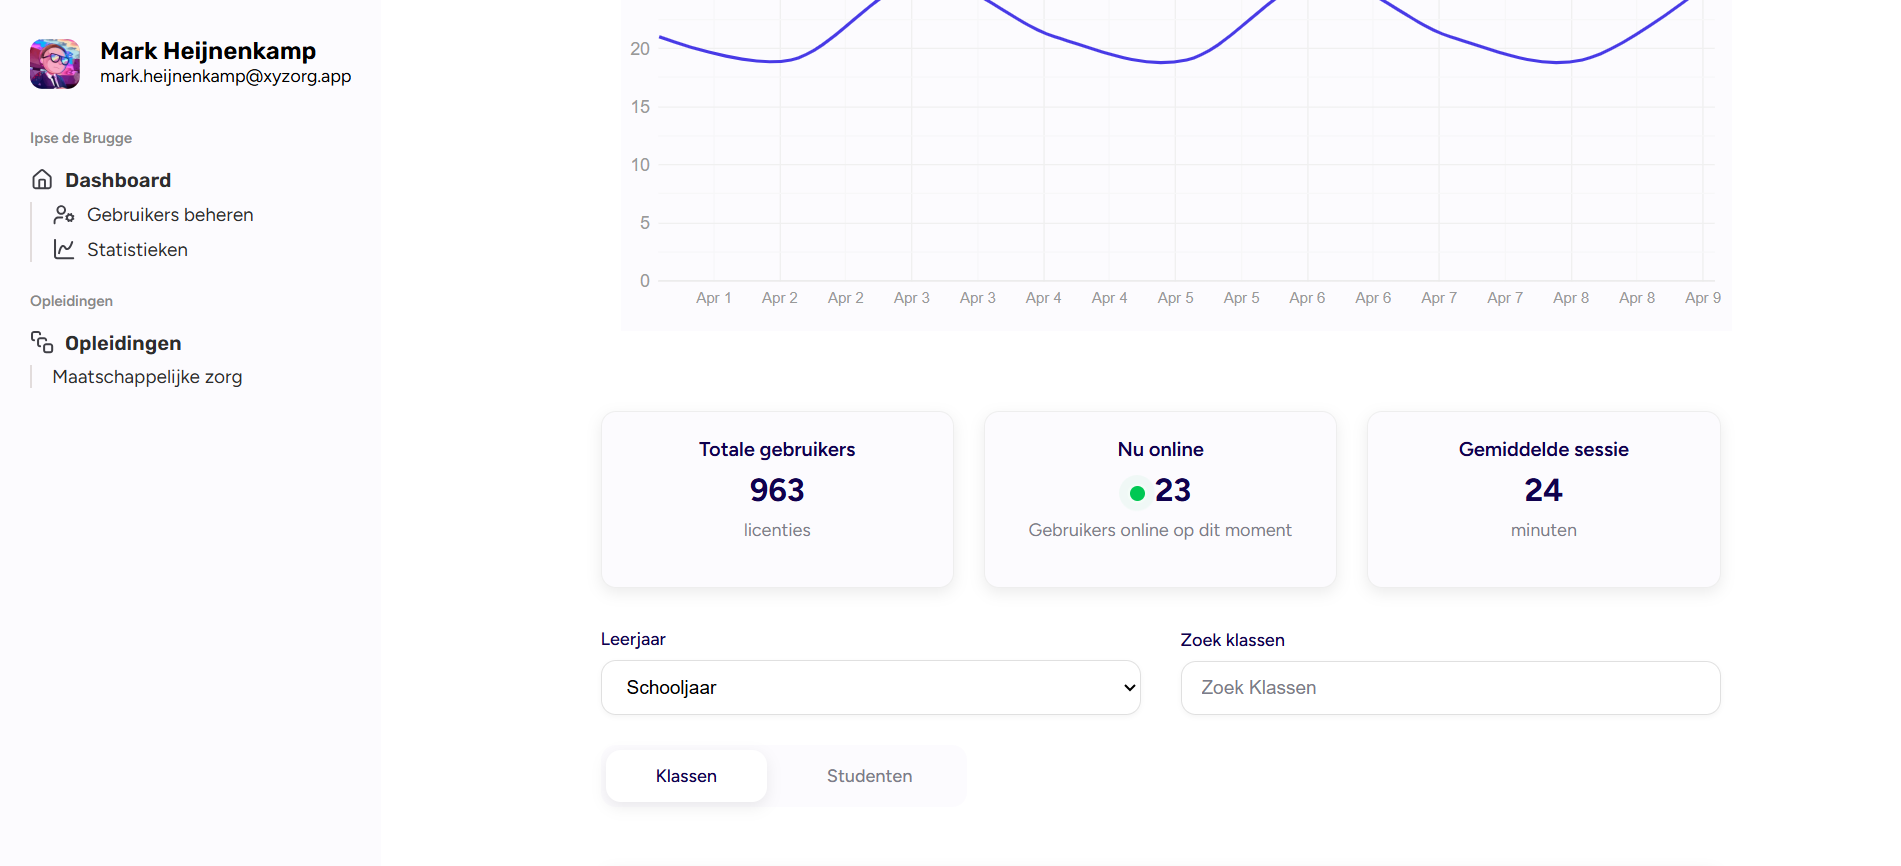 Mark Heijnenkamp
mark.heijnenkamp@xyzorg.app
Ipse de Brugge
Dashboard
Gebruikers beheren
Statistieken
Opleidingen
Opleidingen
Maatschappelijke zorg
20
15
10
5
0
Apr 1 Apr 2 Apr 2 Apr 3 Apr 3 Apr 4 Apr 4 Apr 5 Apr 5 Apr 6 Apr 6 Apr 7 Apr 7 Apr 8 Apr 8 Apr 9
Totale gebruikers
963
licenties
Nu online
23
Gebruikers online op dit moment
Gemiddelde sessie
24
minuten
Leerjaar
Schooljaar
Zoek klassen
Zoek Klassen
Klassen Studenten